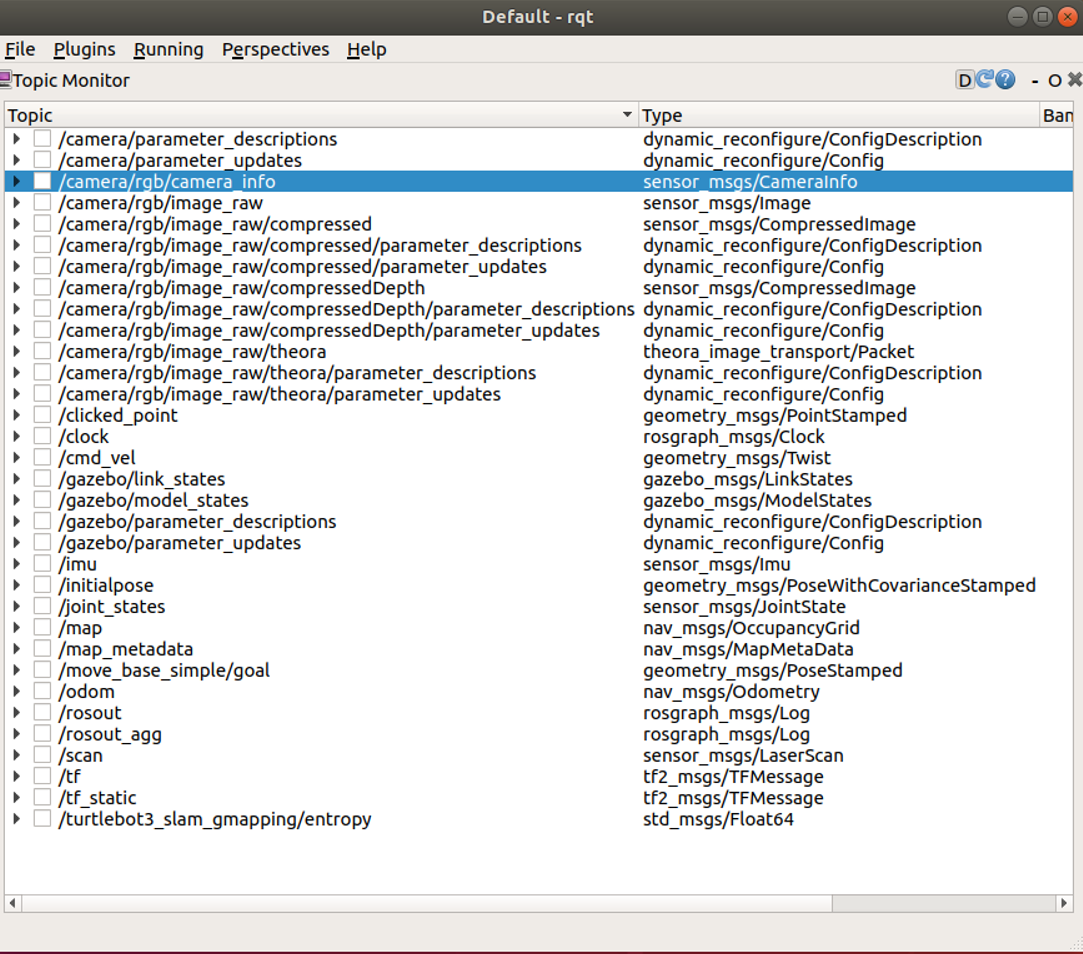 Default - rqt
File Plugins Running Perspectives Help
Topic Monitor D ? - O
Topic Type Ban
/camera/parameter_descriptions dynamic_reconfigure/ConfigDescription
/camera/parameter_updates dynamic_reconfigure/Config
/camera/rgb/camera_info sensor_msgs/CameraInfo
/camera/rgb/image_raw sensor_msgs/Image
/camera/rgb/image_raw/compressed sensor_msgs/CompressedImage
/camera/rgb/image_raw/compressed/parameter_descriptions dynamic_reconfigure/ConfigDescription
/camera/rgb/image_raw/compressed/parameter_updates dynamic_reconfigure/Config
/camera/rgb/image_raw/compressedDepth sensor_msgs/CompressedImage
/camera/rgb/image_raw/compressedDepth/parameter_descriptions dynamic_reconfigure/ConfigDescription
/camera/rgb/image_raw/compressedDepth/parameter_updates dynamic_reconfigure/Config
/camera/rgb/image_raw/theora theora_image_transport/Packet
/camera/rgb/image_raw/theora/parameter_descriptions dynamic_reconfigure/ConfigDescription
/camera/rgb/image_raw/theora/parameter_updates dynamic_reconfigure/Config
/clicked_point geometry_msgs/PointStamped
/clock rosgraph_msgs/Clock
/cmd_vel geometry_msgs/Twist
/gazebo/link_states gazebo_msgs/LinkStates
/gazebo/model_states gazebo_msgs/ModelStates
/gazebo/parameter_descriptions dynamic_reconfigure/ConfigDescription
/gazebo/parameter_updates dynamic_reconfigure/Config
/imu sensor_msgs/Imu
/initialpose geometry_msgs/PoseWithCovarianceStamped
/joint_states sensor_msgs/JointState
/map nav_msgs/OccupancyGrid
/map_metadata nav_msgs/MapMetaData
/move_base_simple/goal geometry_msgs/PoseStamped
/odom nav_msgs/Odometry
/rosout rosgraph_msgs/Log
/rosout_agg rosgraph_msgs/Log
/scan sensor_msgs/LaserScan
/tf tf2_msgs/TFMessage
/tf_static tf2_msgs/TFMessage
/turtlebot3_slam_gmapping/entropy std_msgs/Float64